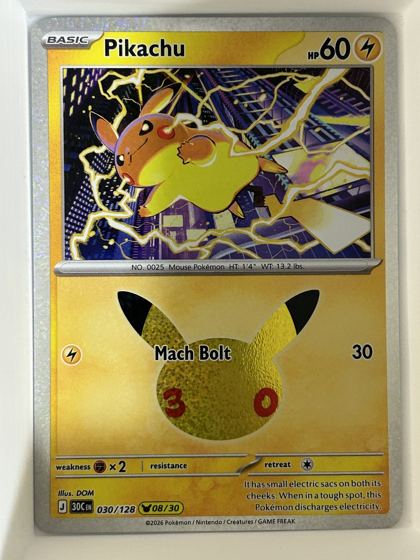 BASIC Pikachu HP60
NO. 0025 Mouse Pokémon HT: 1'4" WT: 13.2 lbs.
Mach Bolt 30
3 0
weakness ×2 resistance retreat
Illus. DOM
J 30C EN 030/128 08/30
It has small electric sacs on both its
cheeks. When in a tough spot, this
Pokémon discharges electricity.
©2026 Pokémon / Nintendo / Creatures / GAME FREAK